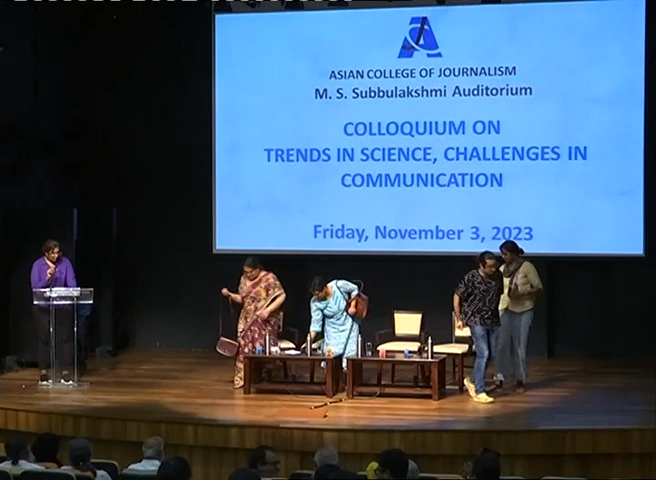 ASIAN COLLEGE OF JOURNALISM
M. S. Subbulakshmi Auditorium
COLLOQUIUM ON
TRENDS IN SCIENCE, CHALLENGES IN
COMMUNICATION
Friday, November 3, 2023